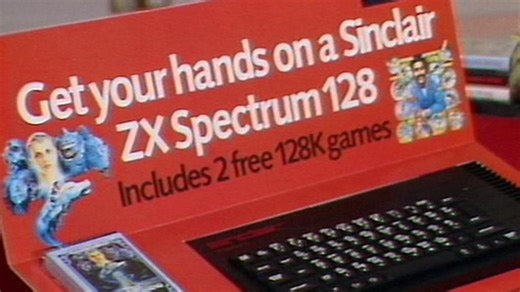 Get your hands on a Sinclair
ZX Spectrum 128
Includes 2 free 128K games